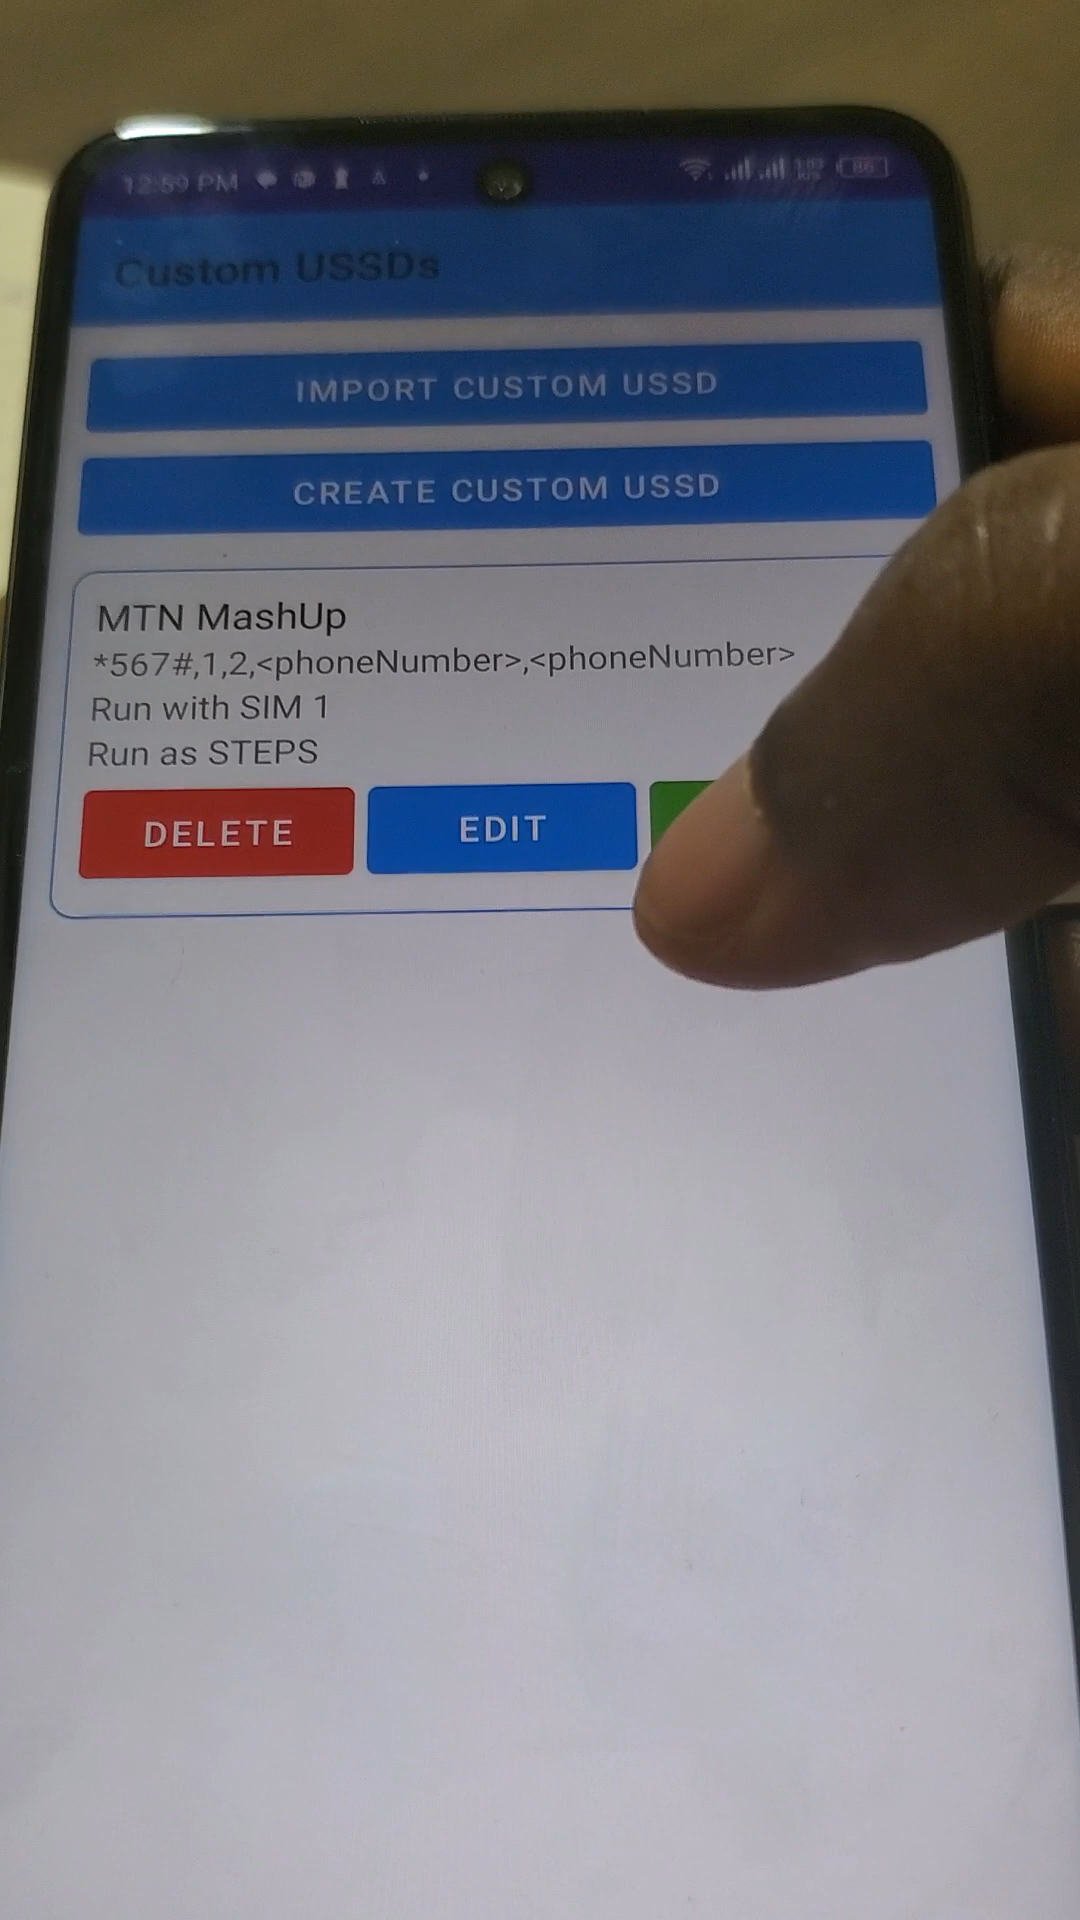 12:59 PM
Custom USSDs
IMPORT CUSTOM USSD
CREATE CUSTOM USSD
MTN MashUp
*567#,1,2,<phoneNumber>,<phoneNumber>
Run with SIM 1
Run as STEPS
DELETE
EDIT